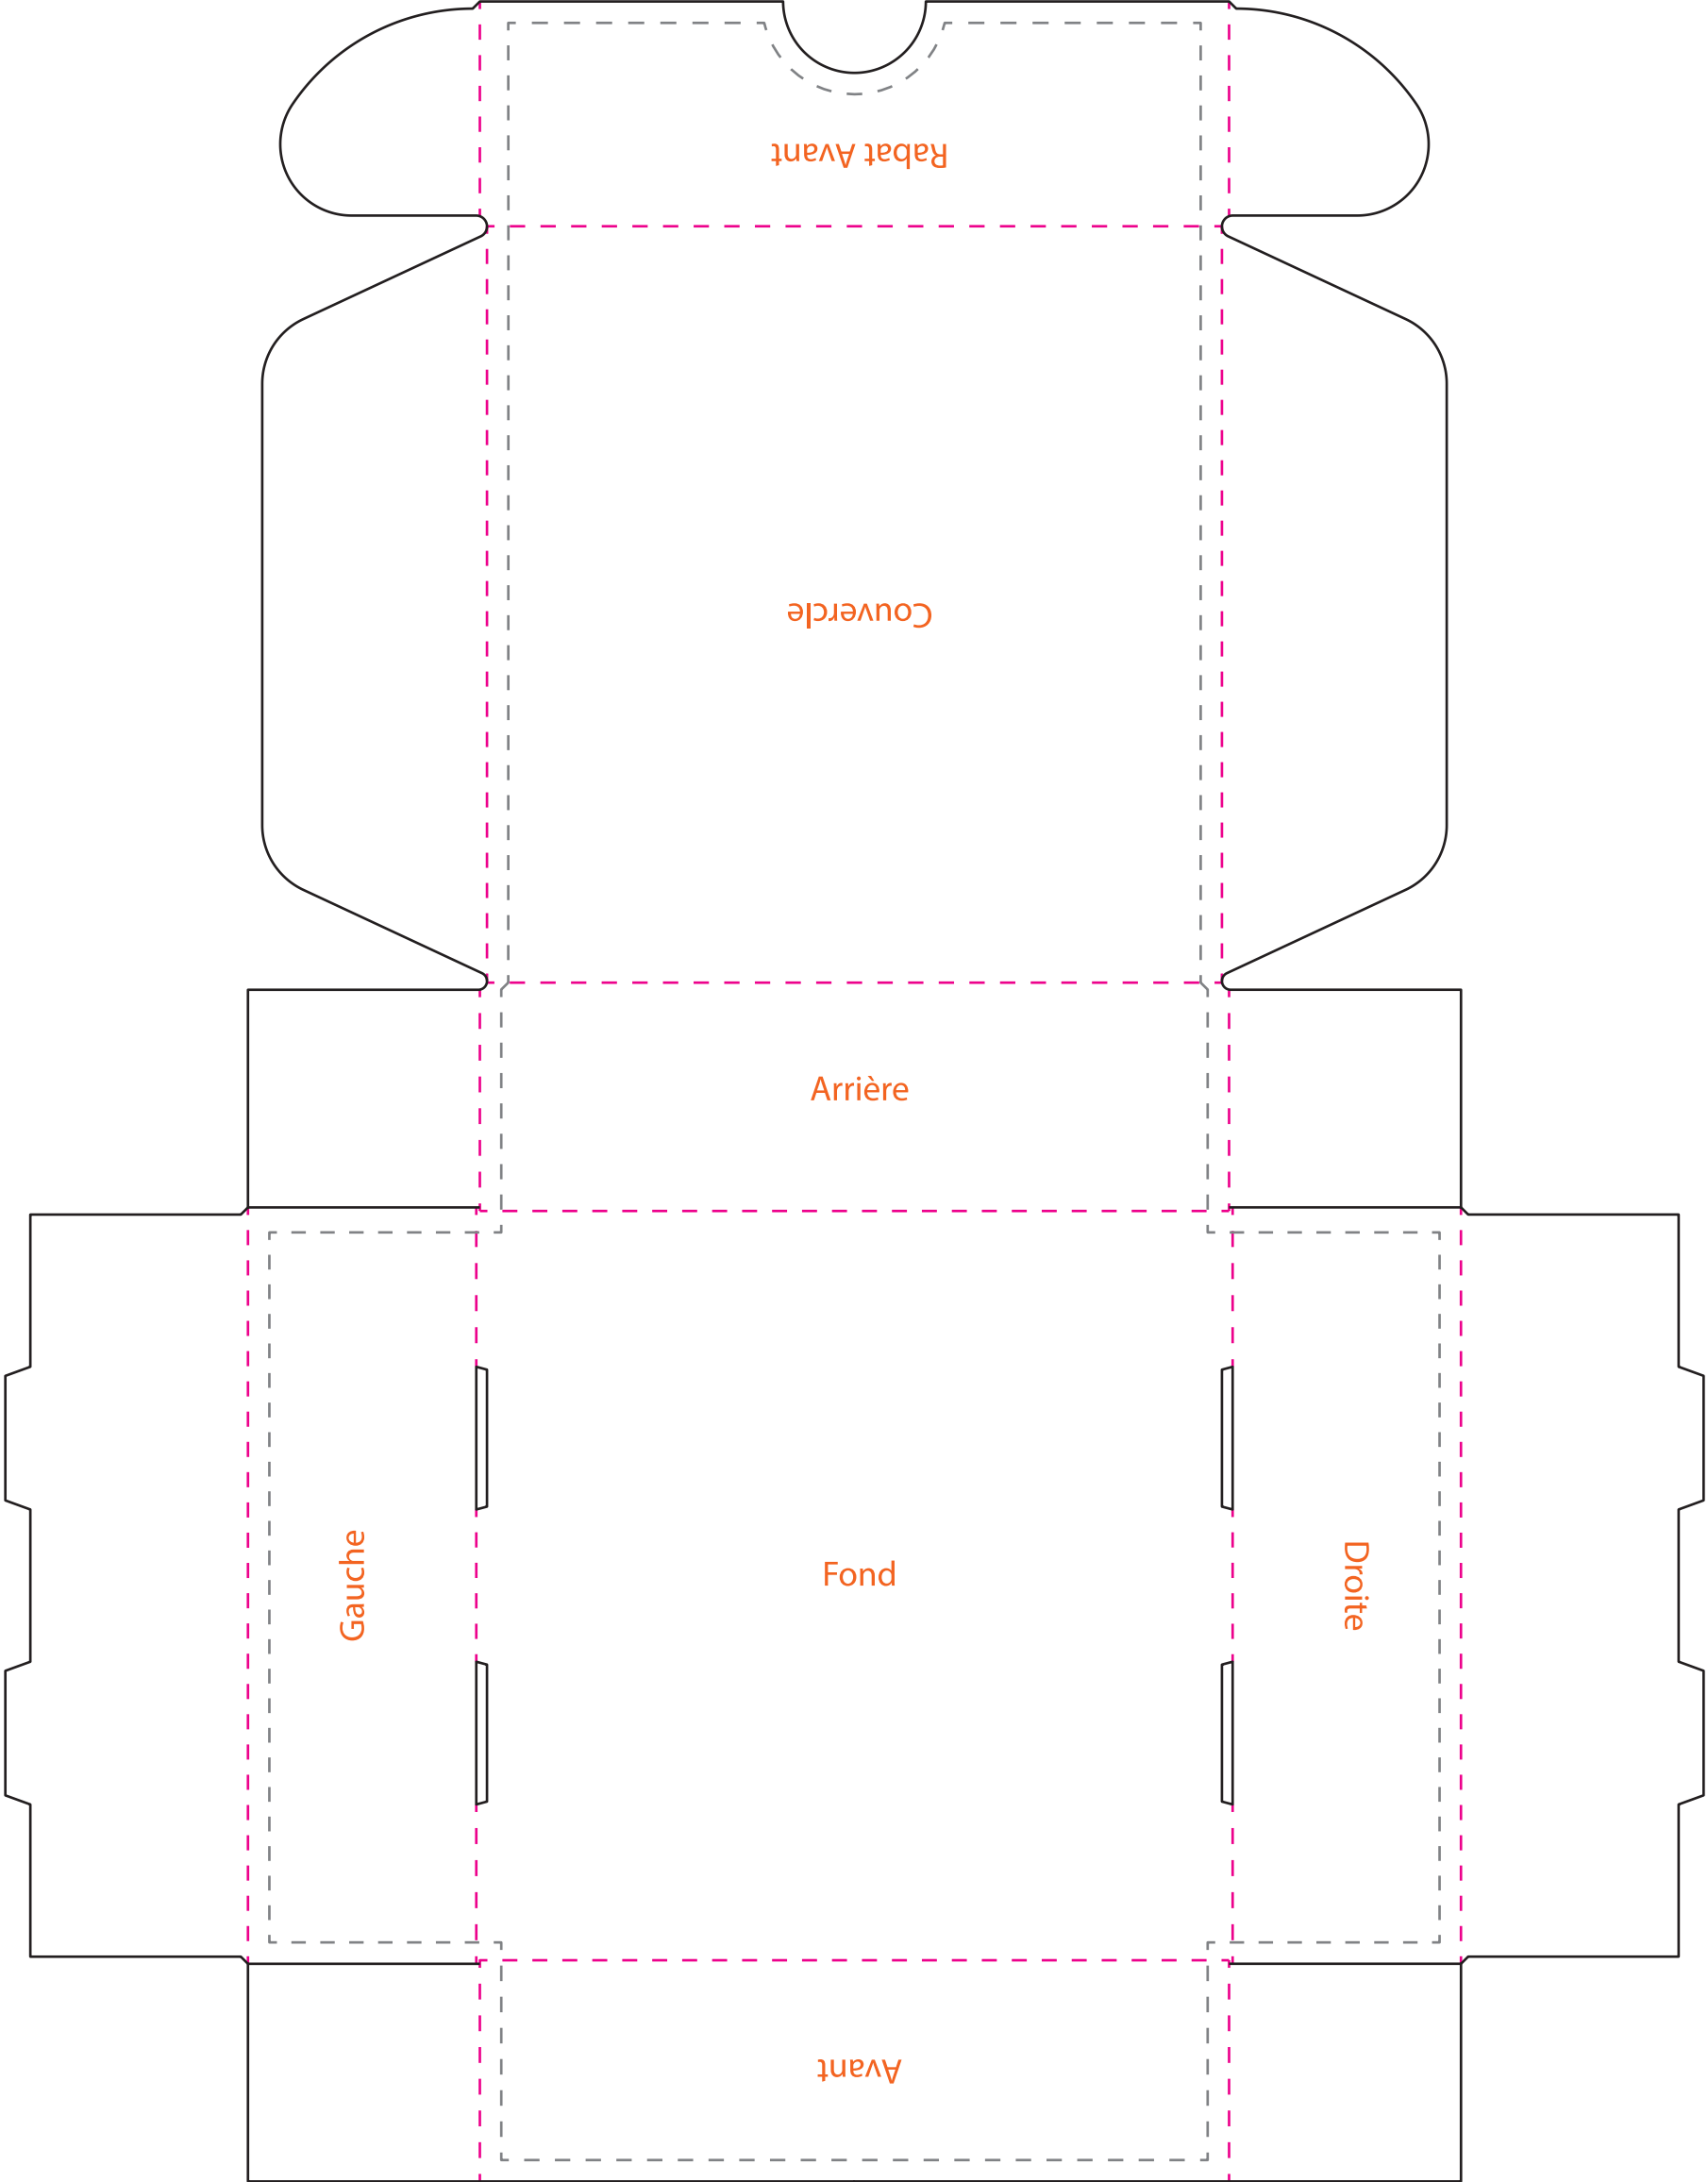 Rabat Avant
Couvercle
Arrière
Gauche
Fond
Droite
Avant